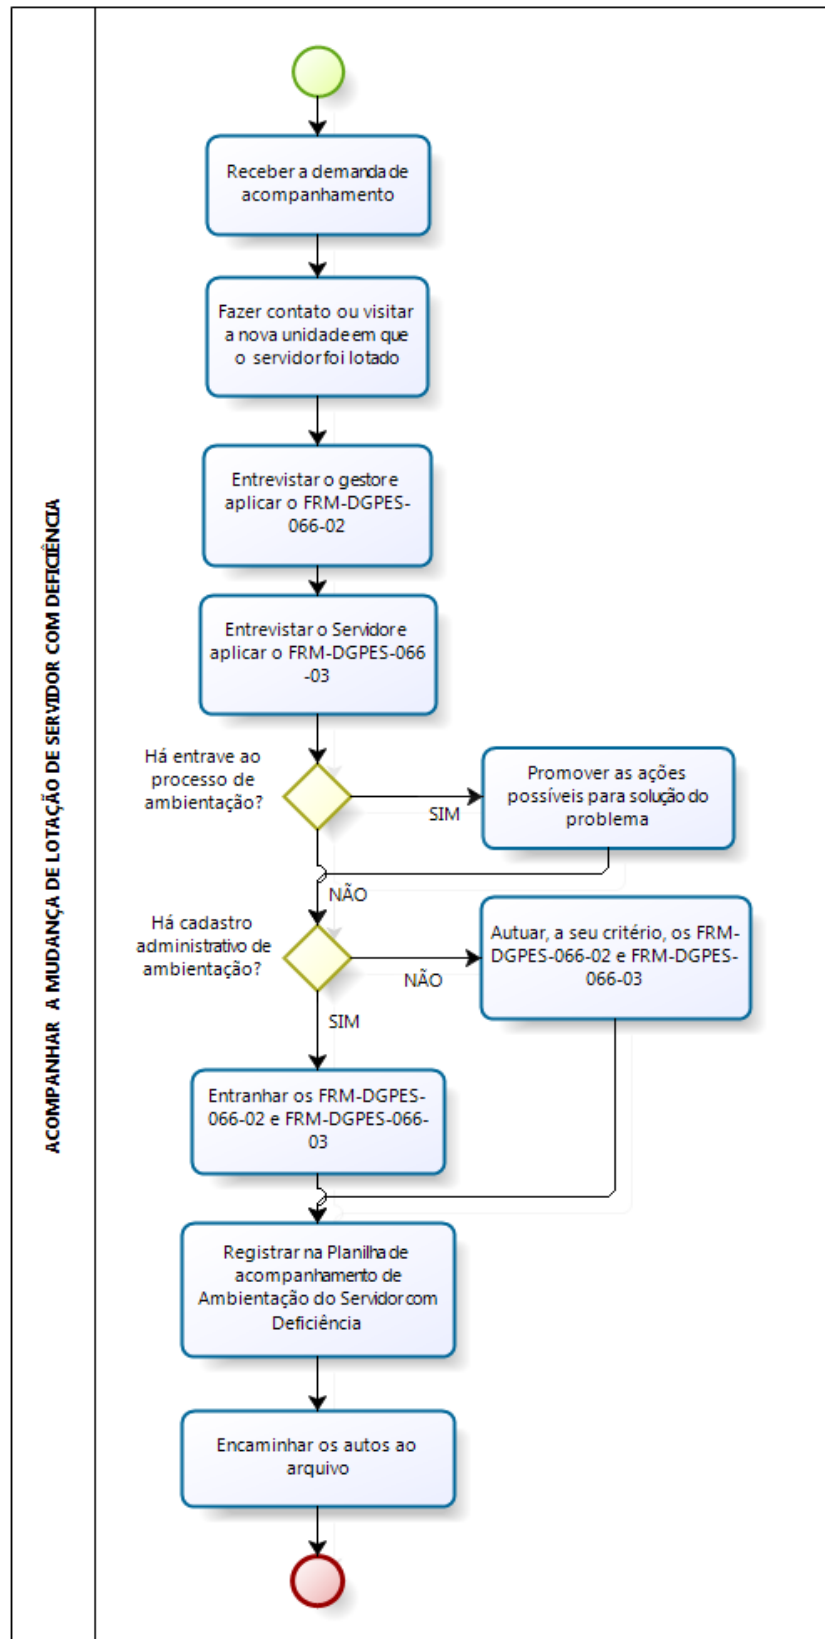 ACOMPANHAR A MUDANÇA DE LOTAÇÃO DE SERVIDOR COM DEFICIÊNCIA
Receber a demanda de
acompanhamento
Fazer contato ou visitar
a nova unidade em que
o servidor foi lotado
Entrevistar o gestor e
aplicar o FRM-DGPES-
066-02
Entrevistar o Servidor e
aplicar o FRM-DGPES-066
-03
Há entrave ao
processo de
ambientação?
SIM
Promover as ações
possíveis para solução do
problema
NÃO
Há cadastro
administrativo de
ambientação?
NÃO
Autuar, a seu critério, os FRM-
DGPES-066-02 e FRM-DGPES-
066-03
SIM
Entranhar os FRM-DGPES-
066-02 e FRM-DGPES-066-
03
Registrar na Planilha de
acompanhamento de
Ambientação do Servidor com
Deficiência
Encaminhar os autos ao
arquivo